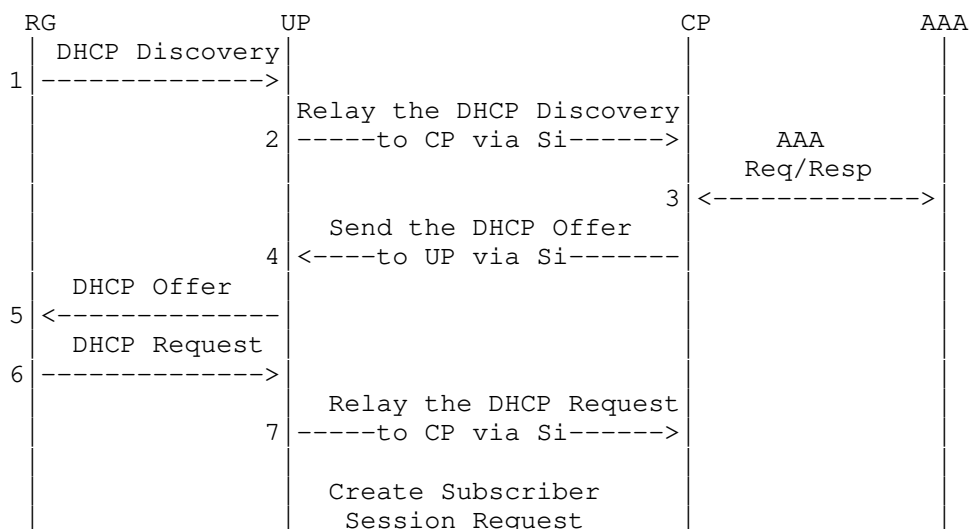 RG UP CP AAA
DHCP Discovery
1
Relay the DHCP Discovery
2 to CP via Si AAA
Req/Resp
3
Send the DHCP Offer
4 to UP via Si
DHCP Offer
5
DHCP Request
6
Relay the DHCP Request
7 to CP via Si
Create Subscriber
Session Request